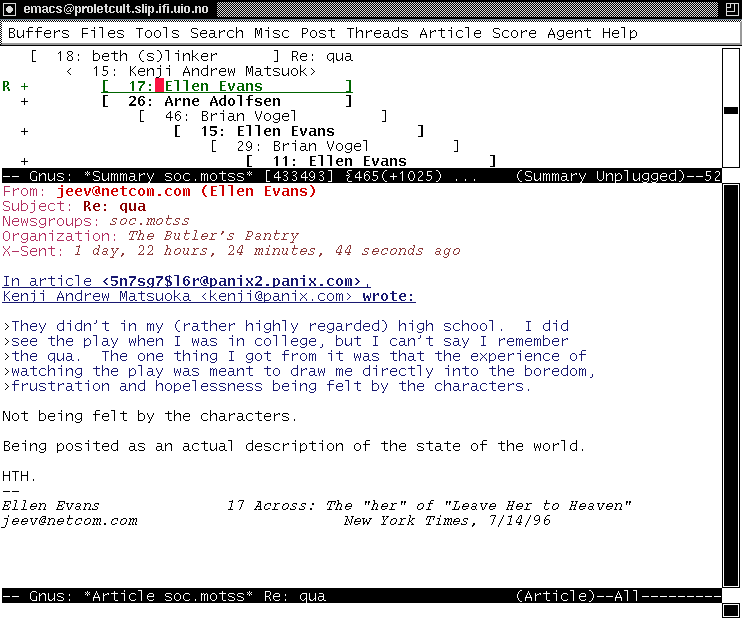 emacs@proletcult.slip.ifi.uio.no
Buffers Files Tools Search Misc Post Threads Article Score Agent Help
[ 18: beth (s)linker ] Re: qua
< 15: Kenji Andrew Matsuok>
R + [ 17: Ellen Evans ]
+ [ 26: Arne Adolfsen ]
[ 46: Brian Vogel ]
+ [ 15: Ellen Evans ]
[ 29: Brian Vogel ]
+ [ 11: Ellen Evans ]
-- Gnus: *Summary soc.motss* [433493] {465(+1025) ... (Summary Unplugged)--52
From: jeev@netcom.com (Ellen Evans)
Subject: Re: qua
Newsgroups: soc.motss
Organization: The Butler's Pantry
X-Sent: 1 day, 22 hours, 24 minutes, 44 seconds ago
In article <5n7sg7$l6r@panix2.panix.com>,
Kenji Andrew Matsuoka <kenji@panix.com> wrote:
>They didn't in my (rather highly regarded) high school. I did
>see the play when I was in college, but I can't say I remember
>the qua. The one thing I got from it was that the experience of
>watching the play was meant to draw me directly into the boredom,
>frustration and hopelessness being felt by the characters.
Not being felt by the characters.
Being posited as an actual description of the state of the world.
HTH.
--
Ellen Evans 17 Across: The "her" of "Leave Her to Heaven"
jeev@netcom.com New York Times, 7/14/96
-- Gnus: *Article soc.motss* Re: qua (Article)--All---------